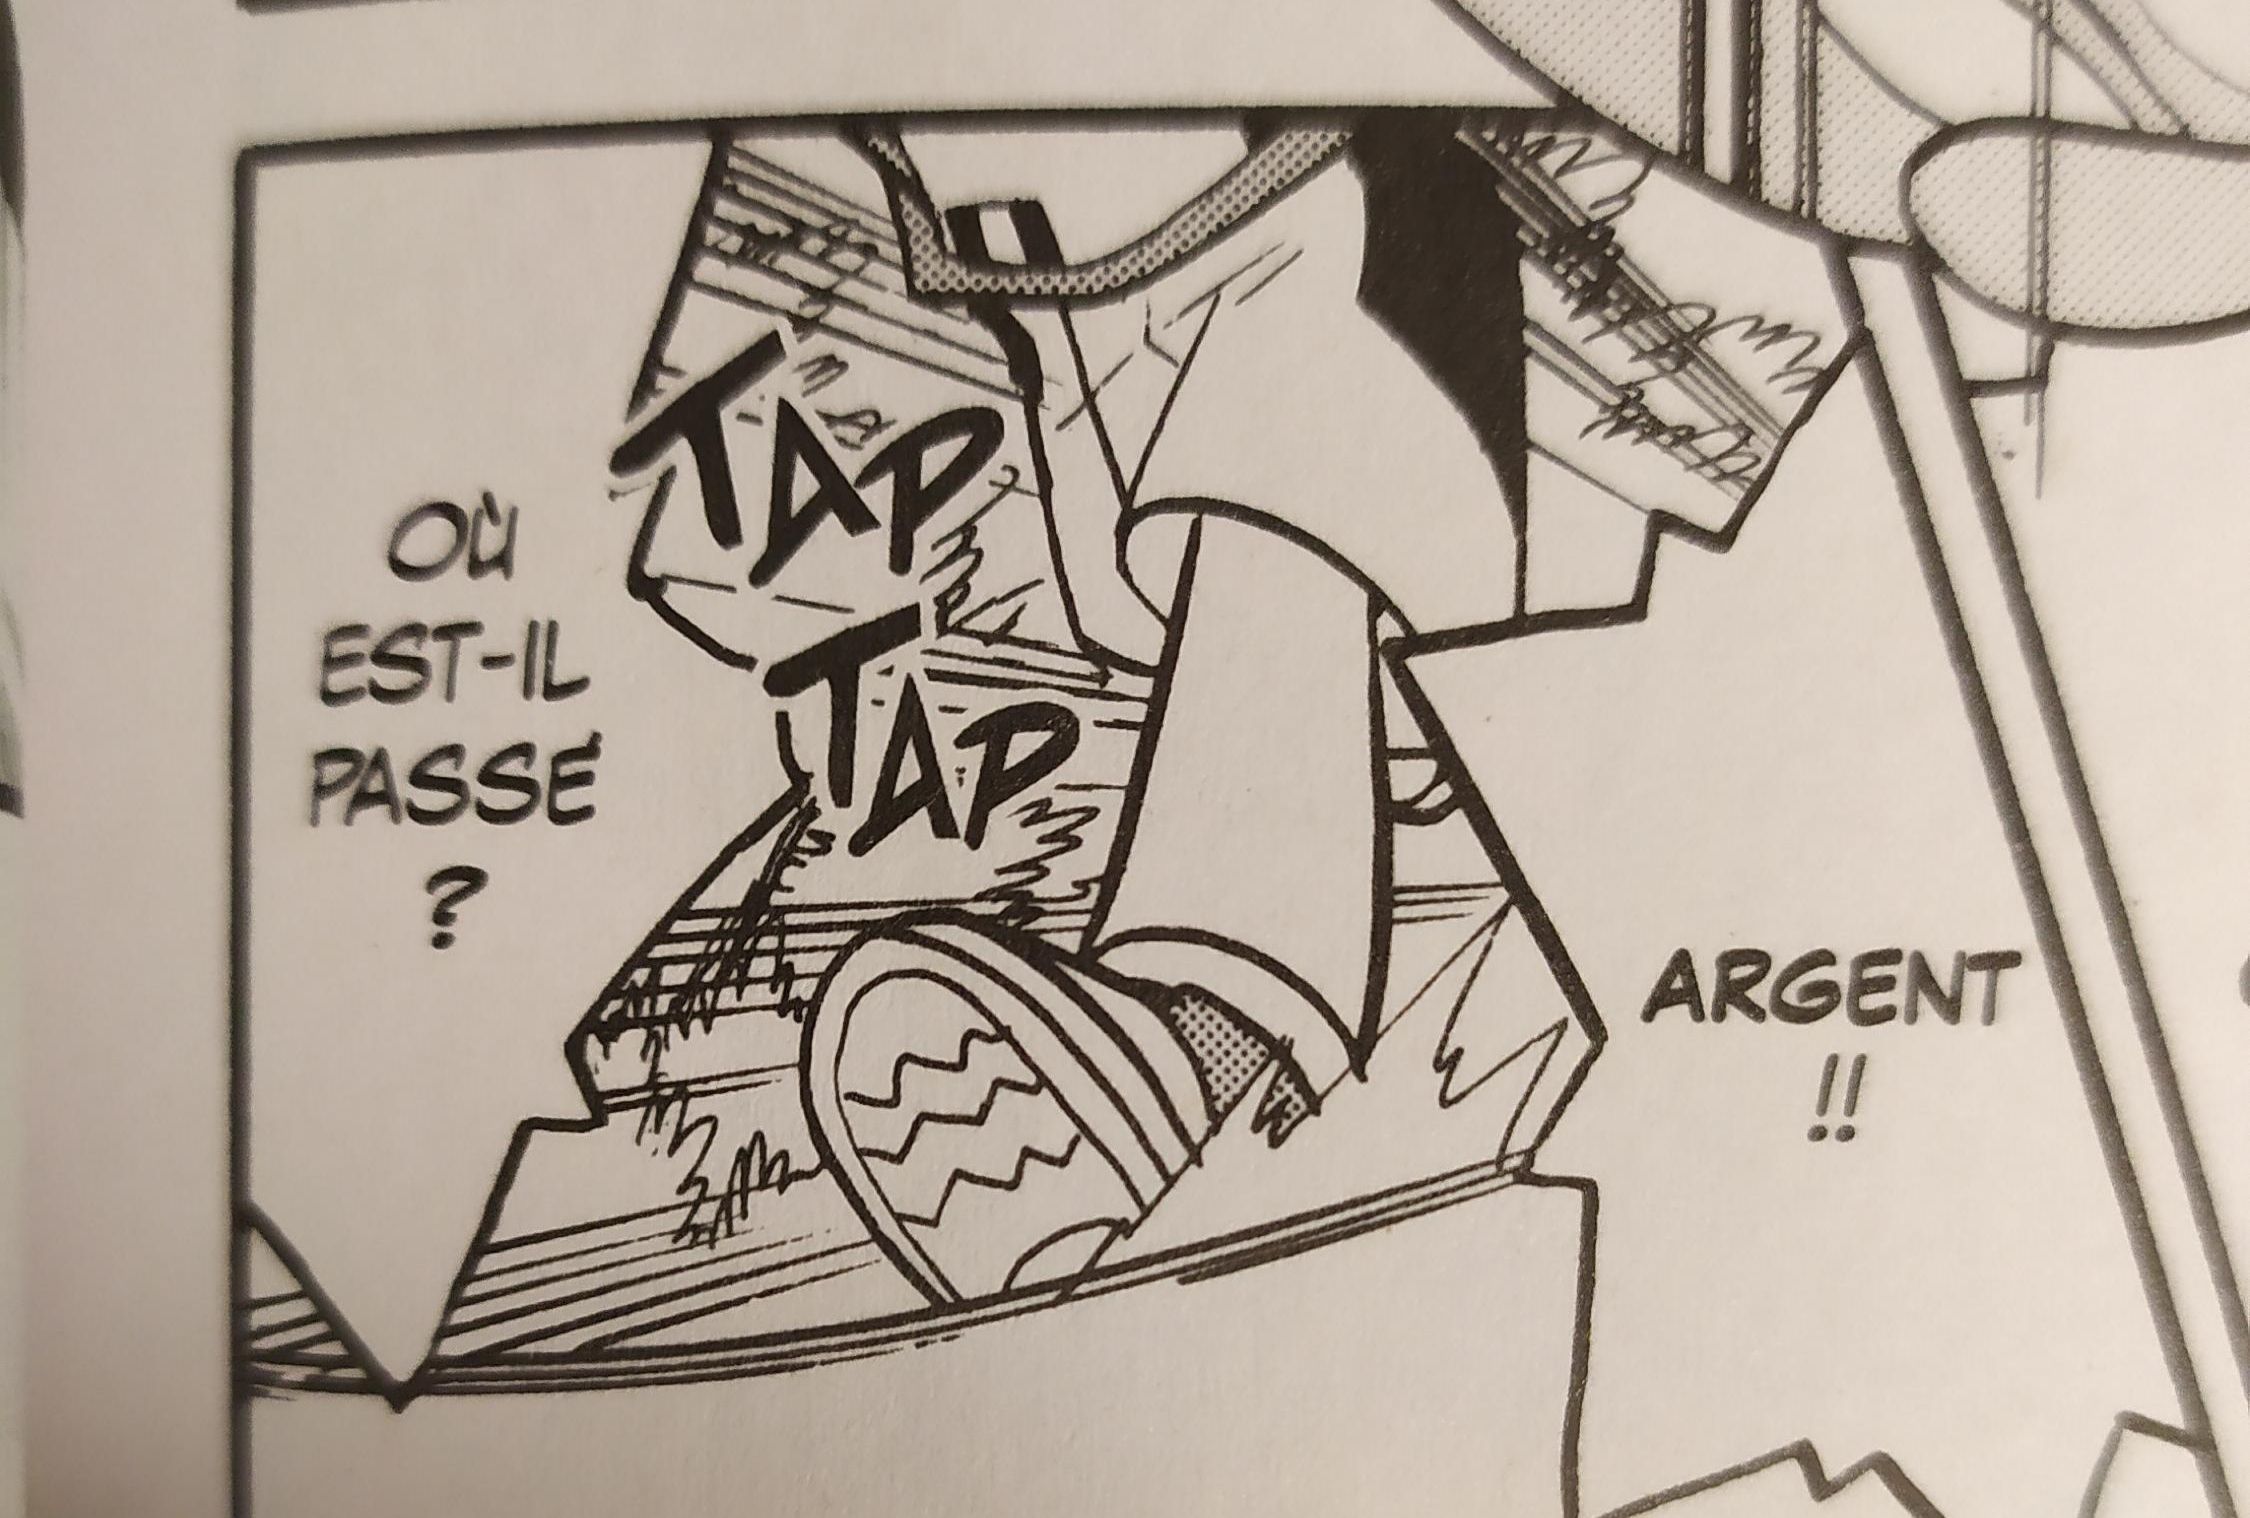 ARGENT
!!
TAP
TAP
OÙ
EST-IL
PASSÉ
?